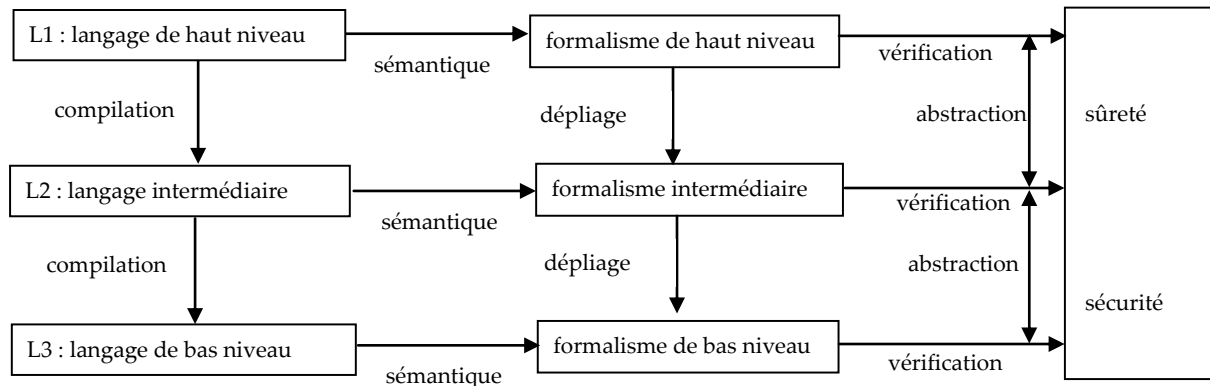 L1 : langage de haut niveau
formalisme de haut niveau
vérification
sémantique
compilation
dépliage
abstraction
sûreté
L2 : langage intermédiaire
formalisme intermédiaire
vérification
sémantique
compilation
dépliage
abstraction
sécurité
L3 : langage de bas niveau
formalisme de bas niveau
vérification
sémantique